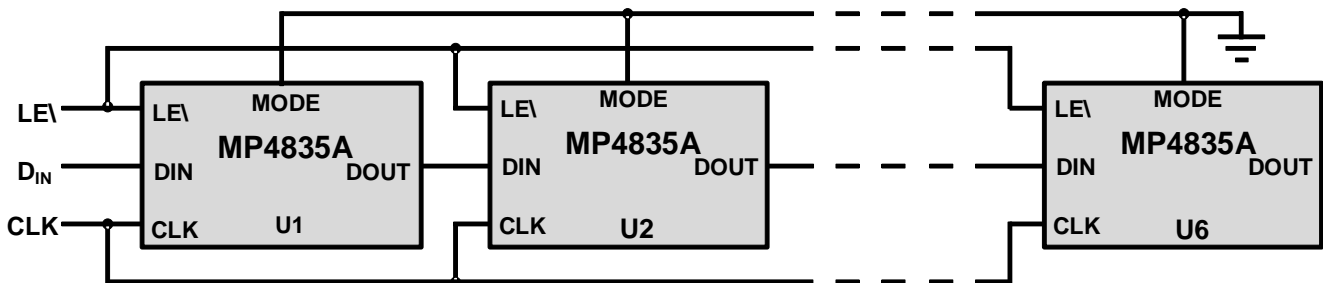 LE\
DIN
CLK
LE\
MODE
MP4835A
DIN
DOUT
CLK
U1
LE\
MODE
MP4835A
DIN
DOUT
CLK
U2
LE\
MODE
MP4835A
DIN
DOUT
CLK
U6